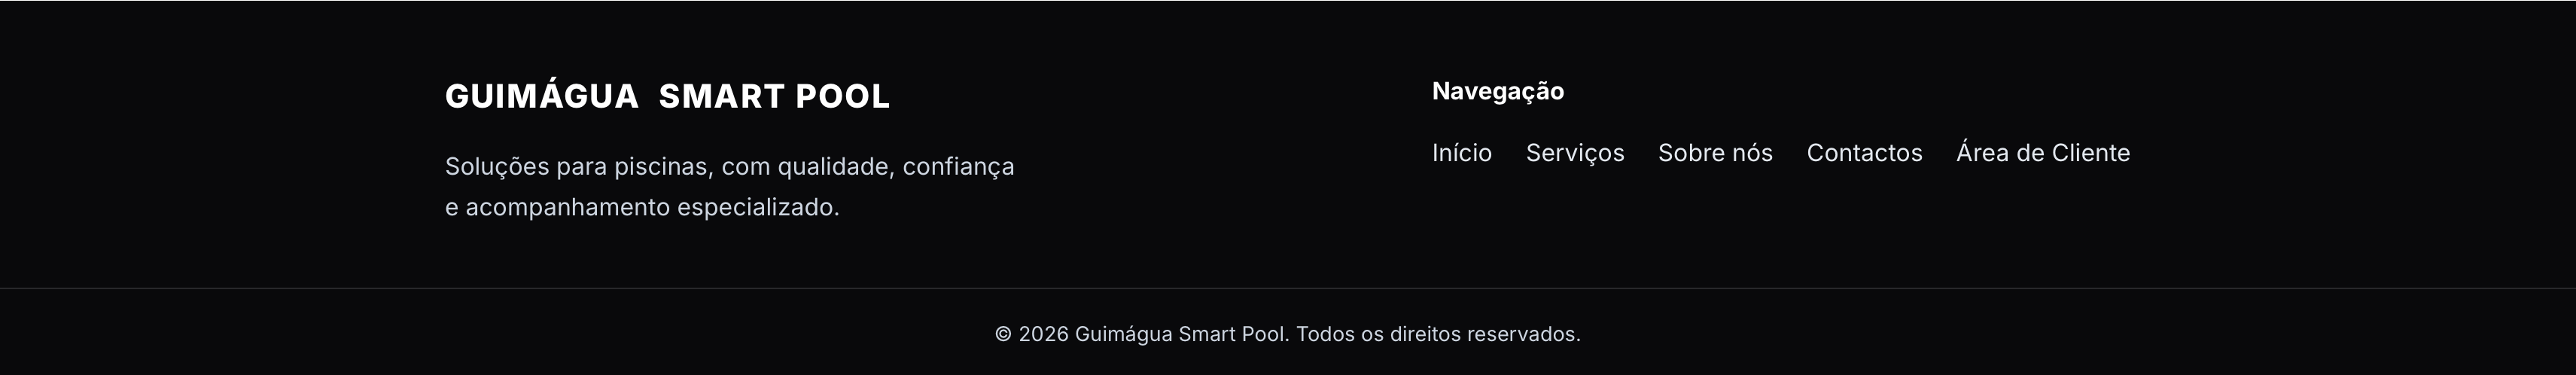 GUIMÁGUA  SMART POOL
Soluções para piscinas, com qualidade, confiança
e acompanhamento especializado.
Navegação
Início Serviços Sobre nós Contactos Área de Cliente
© 2026 Guimágua Smart Pool. Todos os direitos reservados.